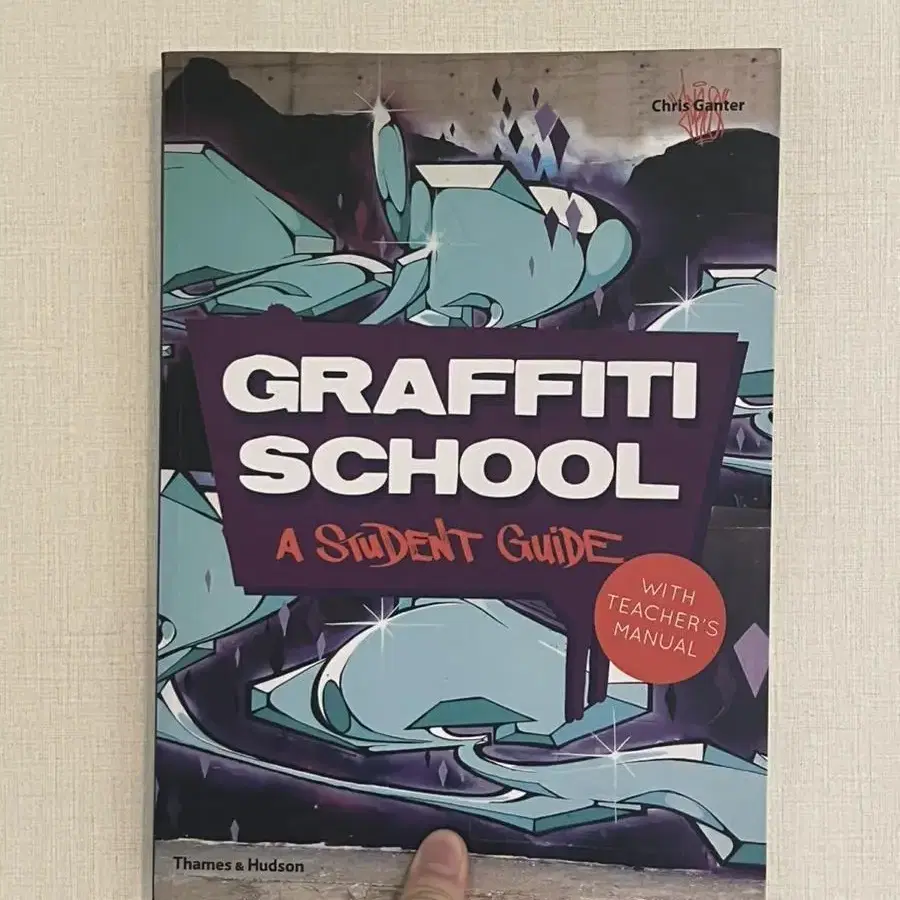 Chris Ganter
GRAFFITI
SCHOOL
A STUDENT GUIDE
WITH
TEACHER'S
MANUAL
Thames & Hudson